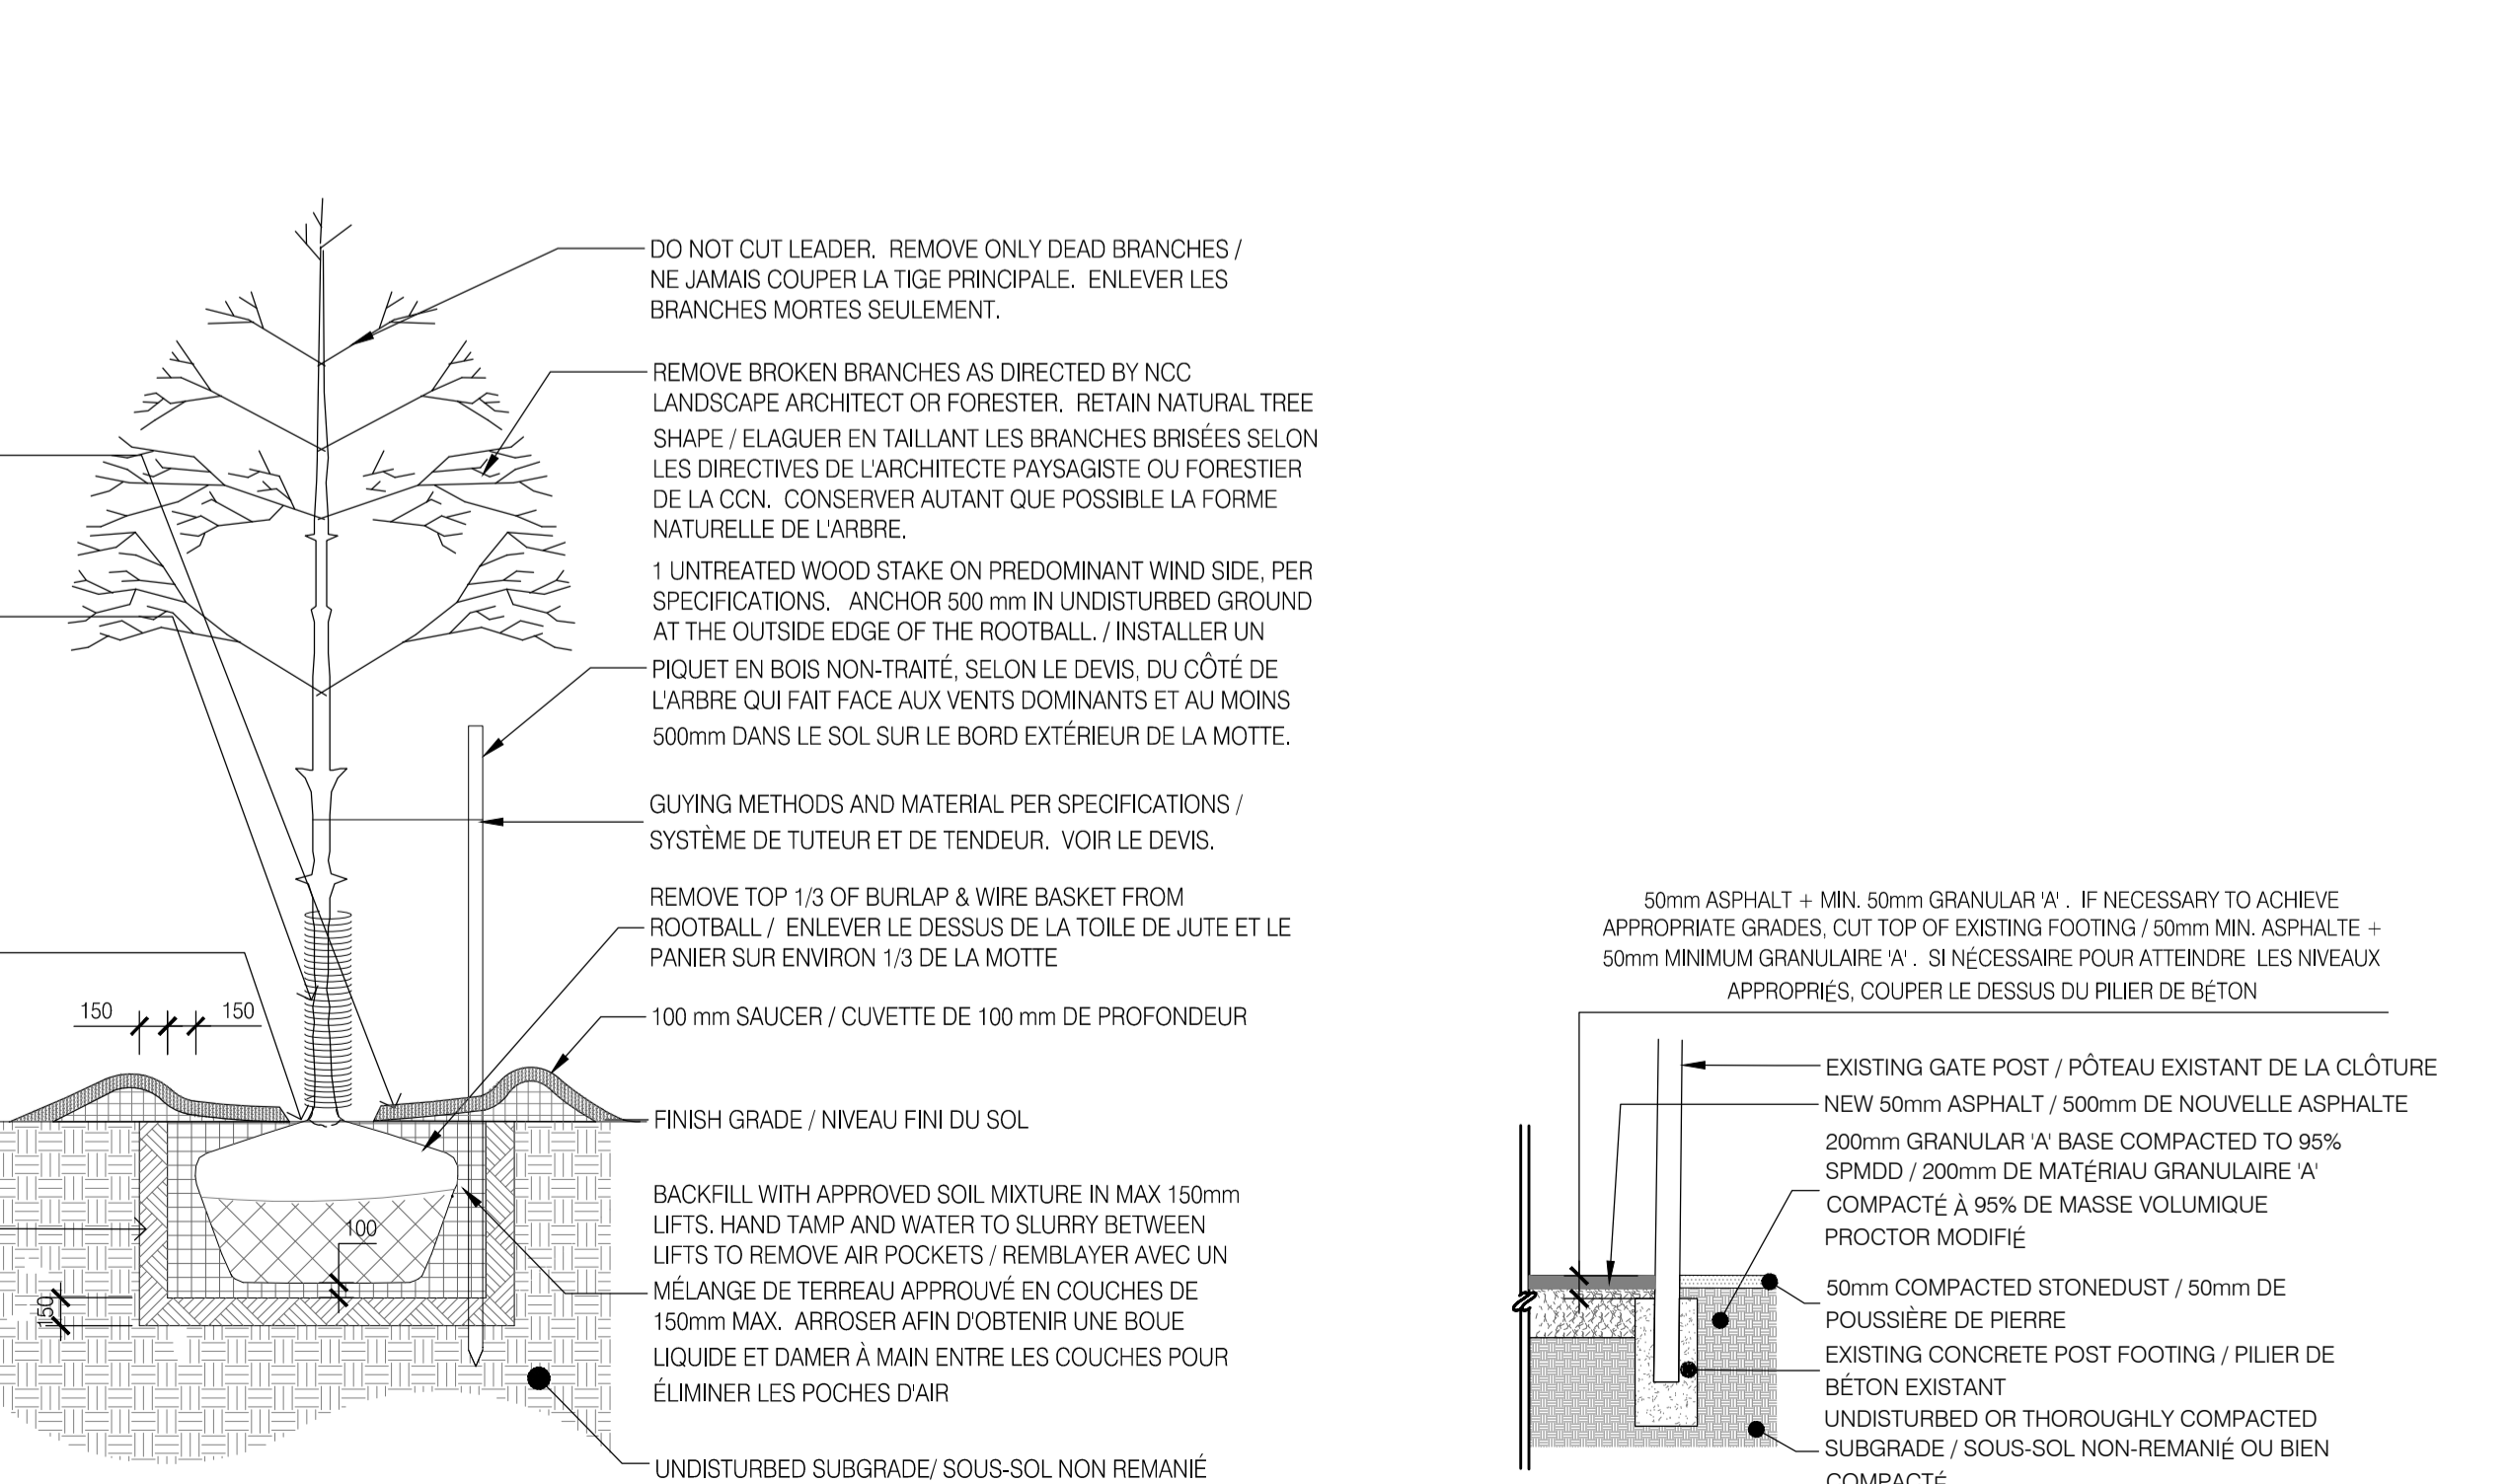 DO NOT CUT LEADER. REMOVE ONLY DEAD BRANCHES /
NE JAMAIS COUPER LA TIGE PRINCIPALE. ENLEVER LES
BRANCHES MORTES SEULEMENT.
REMOVE BROKEN BRANCHES AS DIRECTED BY NCC
LANDSCAPE ARCHITECT OR FORESTER. RETAIN NATURAL TREE
SHAPE / ELAGUER EN TAILLANT LES BRANCHES BRISÉES SELON
LES DIRECTIVES DE L'ARCHITECTE PAYSAGISTE OU FORESTIER
DE LA CCN. CONSERVER AUTANT QUE POSSIBLE LA FORME
NATURELLE DE L'ARBRE.
1 UNTREATED WOOD STAKE ON PREDOMINANT WIND SIDE, PER
SPECIFICATIONS. ANCHOR 500 mm IN UNDISTURBED GROUND
AT THE OUTSIDE EDGE OF THE ROOTBALL. / INSTALLER UN
PIQUET EN BOIS NON-TRAITÉ, SELON LE DEVIS, DU CÔTÉ DE
L'ARBRE QUI FAIT FACE AUX VENTS DOMINANTS ET AU MOINS
500mm DANS LE SOL SUR LE BORD EXTÉRIEUR DE LA MOTTE.
GUYING METHODS AND MATERIAL PER SPECIFICATIONS /
SYSTÈME DE TUTEUR ET DE TENDEUR. VOIR LE DEVIS.
REMOVE TOP 1/3 OF BURLAP & WIRE BASKET FROM
ROOTBALL / ENLEVER LE DESSUS DE LA TOILE DE JUTE ET LE
PANIER SUR ENVIRON 1/3 DE LA MOTTE
100 mm SAUCER / CUVETTE DE 100 mm DE PROFONDEUR
FINISH GRADE / NIVEAU FINI DU SOL
BACKFILL WITH APPROVED SOIL MIXTURE IN MAX 150mm
LIFTS. HAND TAMP AND WATER TO SLURRY BETWEEN
LIFTS TO REMOVE AIR POCKETS / REMBLAYER AVEC UN
MÉLANGE DE TERREAU APPROUVÉ EN COUCHES DE
150mm MAX. ARROSER AFIN D'OBTENIR UNE BOUE
LIQUIDE ET DAMER À MAIN ENTRE LES COUCHES POUR
ÉLIMINER LES POCHES D'AIR
UNDISTURBED SUBGRADE/ SOUS-SOL NON REMANIÉ
150
150
100
150
50mm ASPHALT + MIN. 50mm GRANULAR 'A' . IF NECESSARY TO ACHIEVE
APPROPRIATE GRADES, CUT TOP OF EXISTING FOOTING / 50mm MIN. ASPHALTE +
50mm MINIMUM GRANULAIRE 'A' . SI NÉCESSAIRE POUR ATTEINDRE LES NIVEAUX
APPROPRIÉS, COUPER LE DESSUS DU PILIER DE BÉTON
EXISTING GATE POST / PÔTEAU EXISTANT DE LA CLÔTURE
NEW 50mm ASPHALT / 500mm DE NOUVELLE ASPHALTE
200mm GRANULAR 'A' BASE COMPACTED TO 95%
SPMDD / 200mm DE MATÉRIAU GRANULAIRE 'A'
COMPACTÉ À 95% DE MASSE VOLUMIQUE
PROCTOR MODIFIÉ
50mm COMPACTED STONEDUST / 50mm DE
POUSSIÈRE DE PIERRE
EXISTING CONCRETE POST FOOTING / PILIER DE
BÉTON EXISTANT
UNDISTURBED OR THOROUGHLY COMPACTED
SUBGRADE / SOUS-SOL NON-REMANIÉ OU BIEN
COMPACTÉ